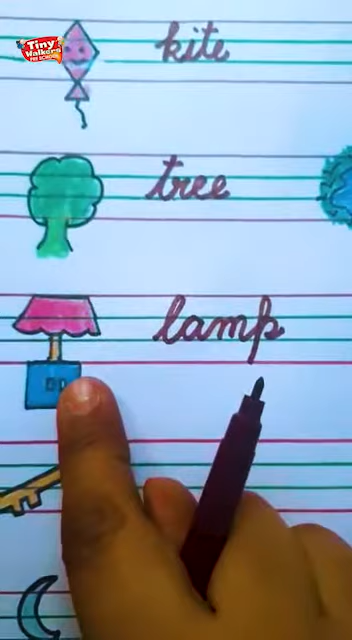 Tiny
Walkers
PRE SCHOOL
kite
tree
lamp